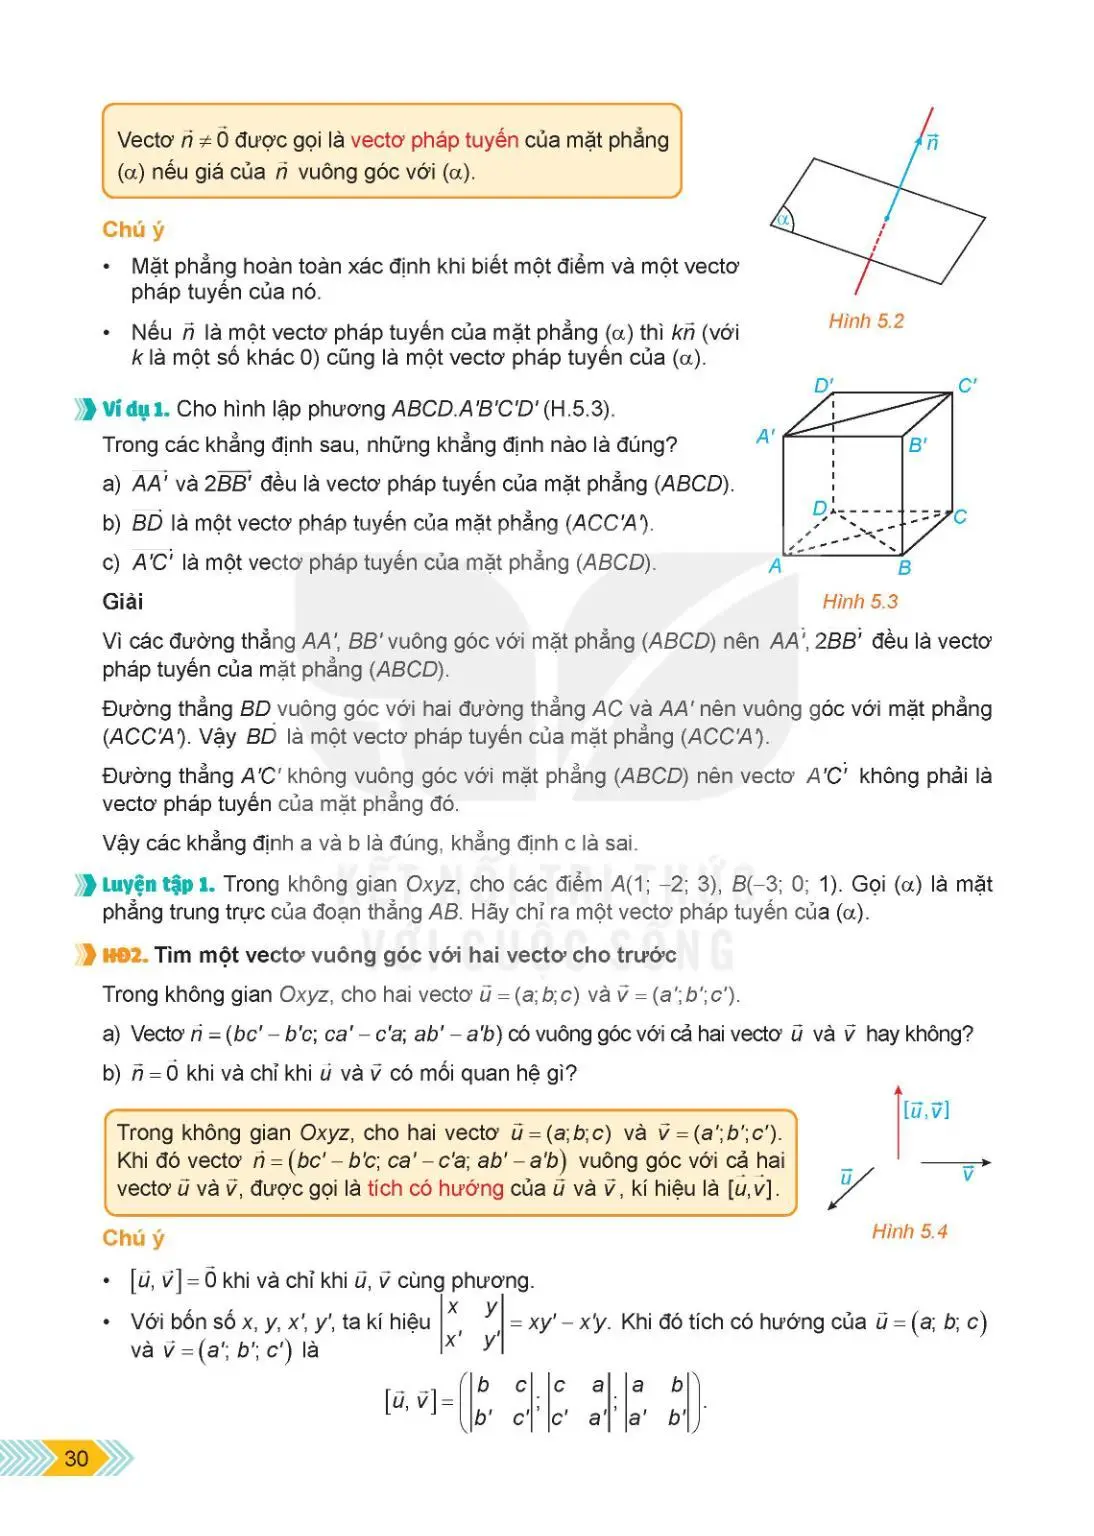 Vectơ n⃗ ≠ 0⃗ được gọi là vectơ pháp tuyến của mặt phẳng
(α) nếu giá của n⃗ vuông góc với (α).
n⃗
α
Hình 5.2
Chú ý
• Mặt phẳng hoàn toàn xác định khi biết một điểm và một vectơ
pháp tuyến của nó.
• Nếu n⃗ là một vectơ pháp tuyến của mặt phẳng (α) thì kn⃗ (với
k là một số khác 0) cũng là một vectơ pháp tuyến của (α).
Ví dụ 1. Cho hình lập phương ABCD.A'B'C'D' (H.5.3).
Trong các khẳng định sau, những khẳng định nào là đúng?
a) AA'⃗ và 2BB'⃗ đều là vectơ pháp tuyến của mặt phẳng (ABCD).
b) BD⃗ là một vectơ pháp tuyến của mặt phẳng (ACC'A').
c) A'C'⃗ là một vectơ pháp tuyến của mặt phẳng (ABCD).
D' C'
A' B'
D C
A B
Hình 5.3
Giải
Vì các đường thẳng AA', BB' vuông góc với mặt phẳng (ABCD) nên AA'⃗, 2BB'⃗ đều là vectơ
pháp tuyến của mặt phẳng (ABCD).
Đường thẳng BD vuông góc với hai đường thẳng AC và AA' nên vuông góc với mặt phẳng
(ACC'A'). Vậy BD⃗ là một vectơ pháp tuyến của mặt phẳng (ACC'A').
Đường thẳng A'C' không vuông góc với mặt phẳng (ABCD) nên vectơ A'C'⃗ không phải là
vectơ pháp tuyến của mặt phẳng đó.
Vậy các khẳng định a và b là đúng, khẳng định c là sai.
KẾT NỐI TRI THỨC
VỚI CUỘC SỐNG
Luyện tập 1. Trong không gian Oxyz, cho các điểm A(1; –2; 3), B(–3; 0; 1). Gọi (α) là mặt
phẳng trung trực của đoạn thẳng AB. Hãy chỉ ra một vectơ pháp tuyến của (α).
HĐ2. Tìm một vectơ vuông góc với hai vectơ cho trước
Trong không gian Oxyz, cho hai vectơ u⃗ = (a;b;c) và v⃗ = (a';b';c').
a) Vectơ n⃗ = (bc' – b'c; ca' – c'a; ab' – a'b) có vuông góc với cả hai vectơ u⃗ và v⃗ hay không?
b) n⃗ = 0⃗ khi và chỉ khi u⃗ và v⃗ có mối quan hệ gì?
Trong không gian Oxyz, cho hai vectơ u⃗ = (a;b;c) và v⃗ = (a';b';c').
Khi đó vectơ n⃗ = (bc' – b'c; ca' – c'a; ab' – a'b) vuông góc với cả hai
vectơ u⃗ và v⃗, được gọi là tích có hướng của u⃗ và v⃗, kí hiệu là [u⃗,v⃗].
[u⃗,v⃗]
u⃗ v⃗
Hình 5.4
Chú ý
• [u⃗, v⃗] = 0⃗ khi và chỉ khi u⃗, v⃗ cùng phương.
• Với bốn số x, y, x', y', ta kí hiệu |x y; x' y'| = xy' – x'y. Khi đó tích có hướng của u⃗ = (a; b; c)
và v⃗ = (a'; b'; c') là
[u⃗, v⃗] = (|b c; b' c'|; |c a; c' a'|; |a b; a' b'|).
30